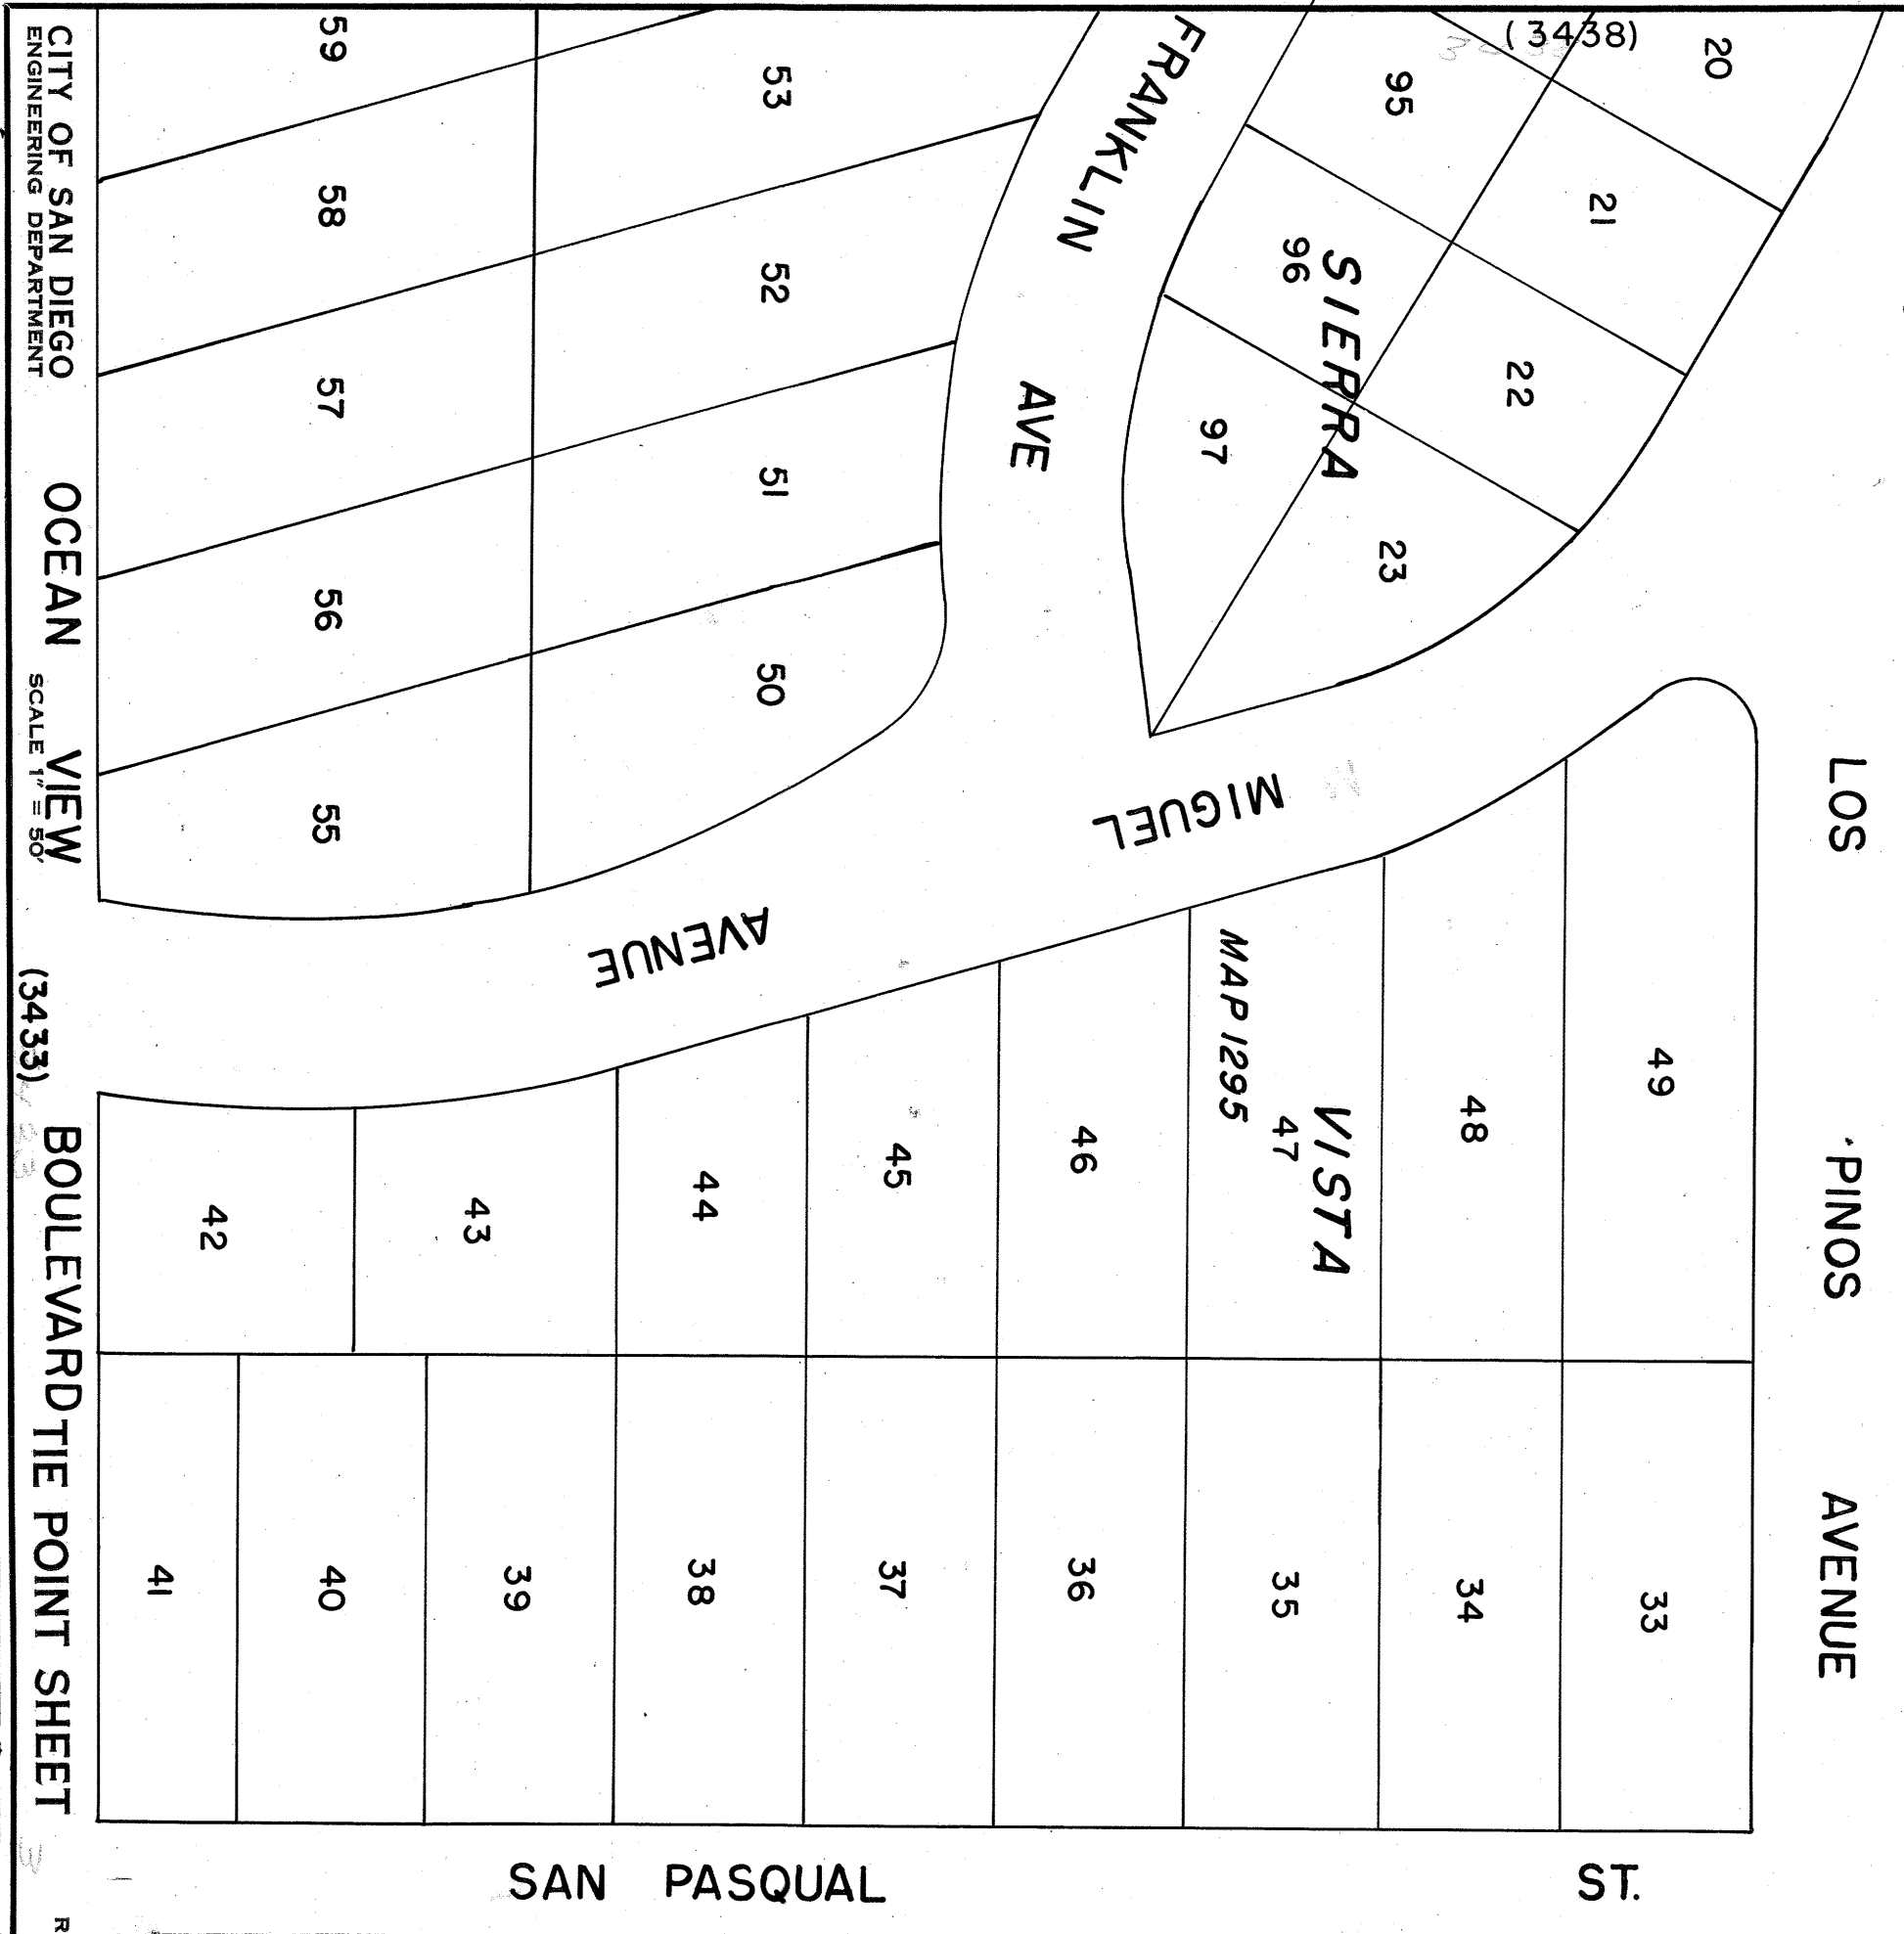 LOS PINOS AVENUE
20
(3438)
21
95
22
96
SIERRA
23
97
FRANKLIN AVE
MIGUEL AVENUE
53
52
51
50
59
58
57
56
55
49
48
VISTA
47
MAP 1295
46
45
44
43
42
33
34
35
36
37
38
39
40
41
SAN PASQUAL ST.
OCEAN VIEW BOULEVARD
(3433)
CITY OF SAN DIEGO
ENGINEERING DEPARTMENT
SCALE 1" = 50'
TIE POINT SHEET
R